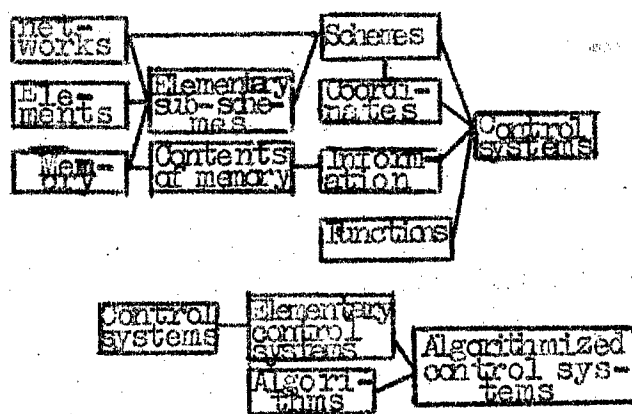 net-
works
Ele-
ments
Mem-
ory
Elementary
sub-sche-
mes
Contents
of memory
Schemes
Coordi-
nates
Inform-
ation
Functions
Control
systems
Control
systems
Elementary
control
systems
Algori-
thms
Algorithmized
control sys-
tems